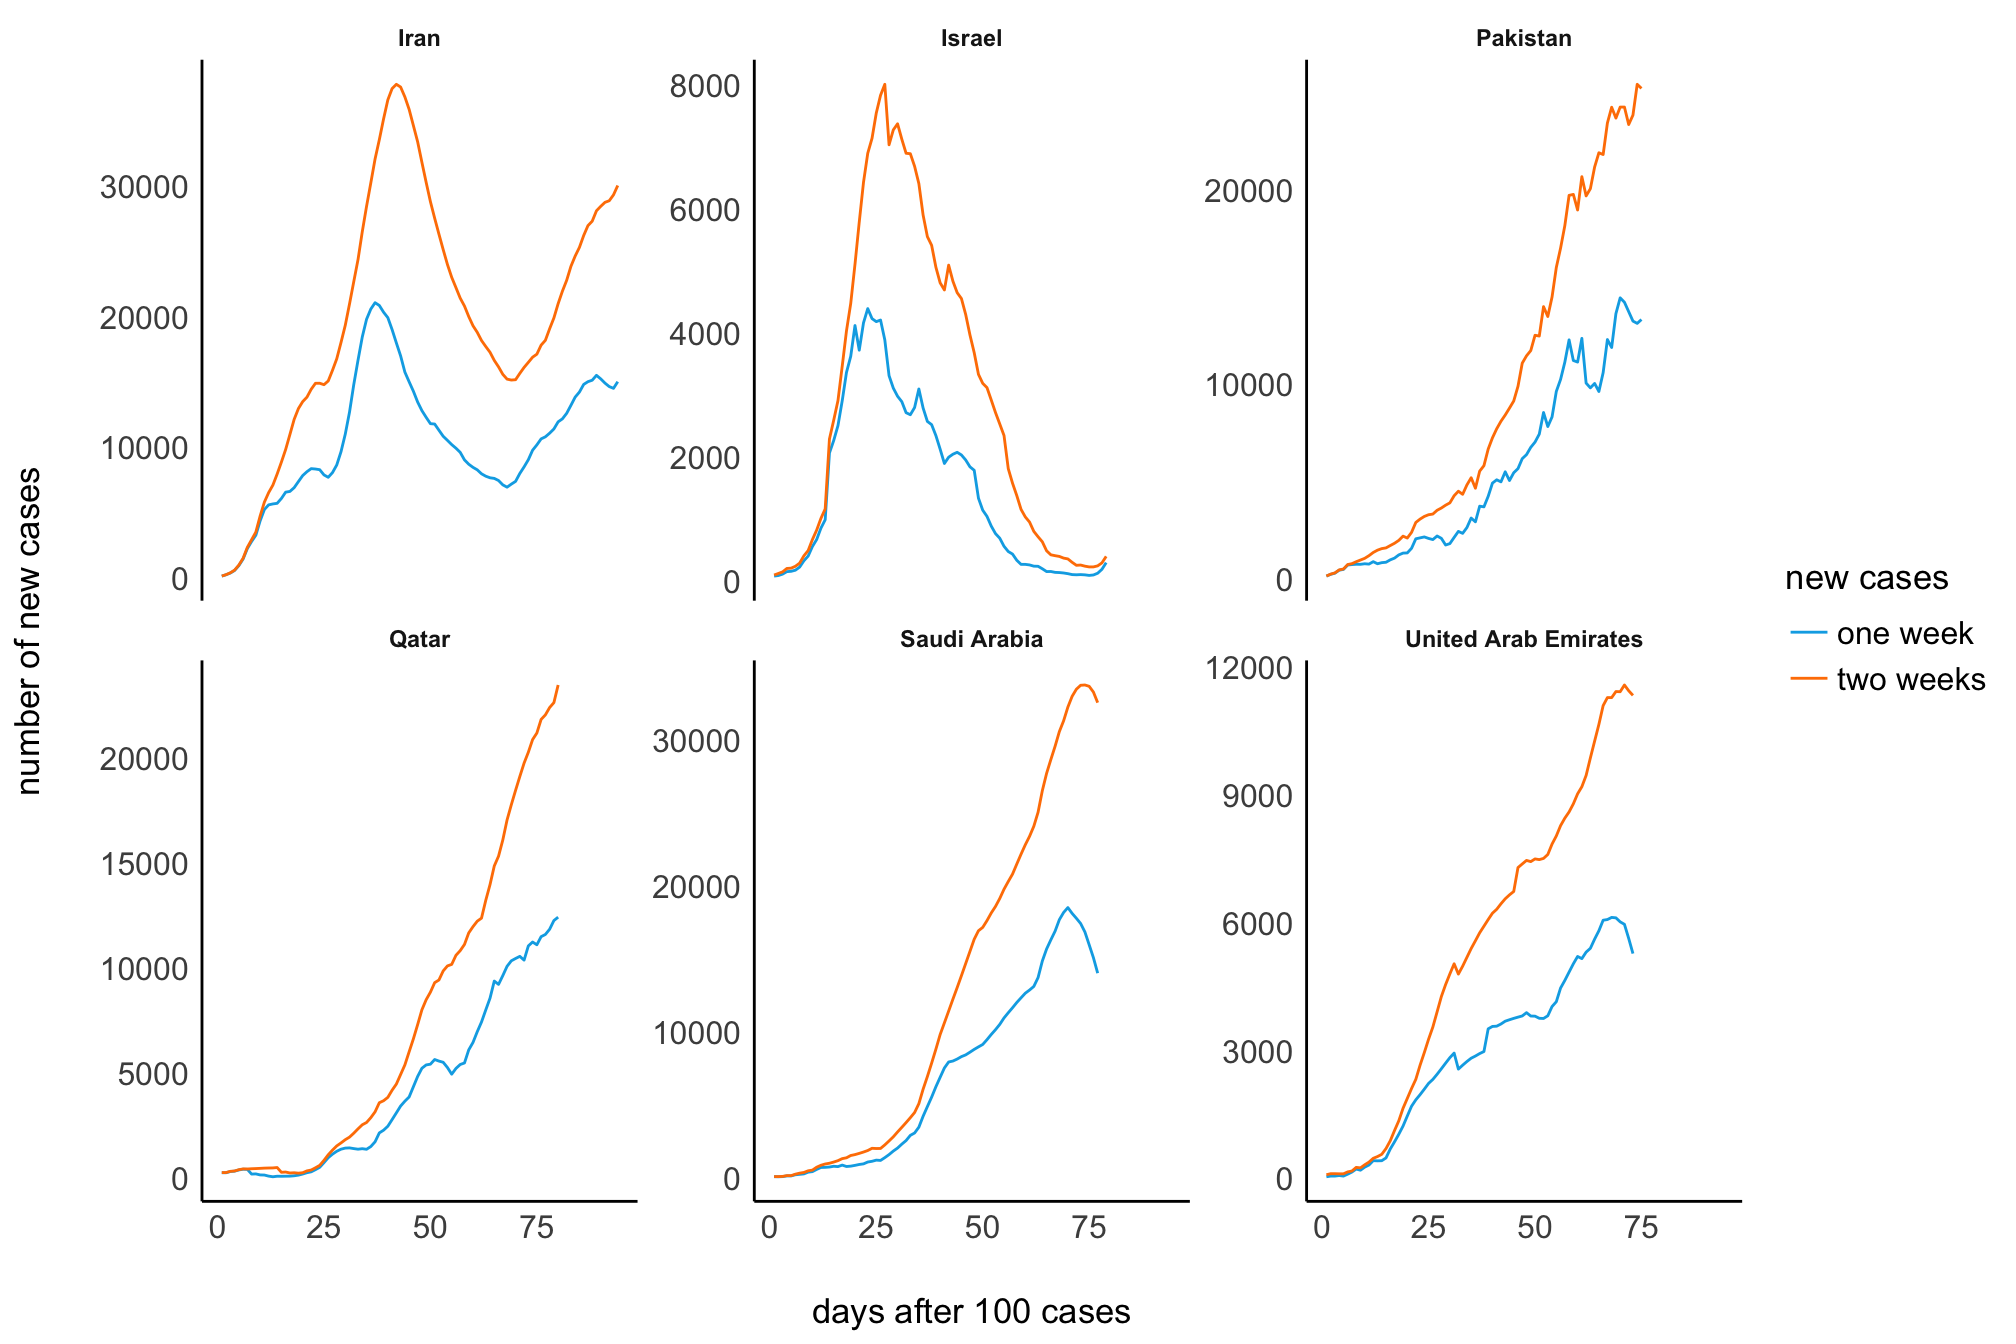 Iran
Israel
Pakistan
30000
20000
10000
0
8000
6000
4000
2000
0
20000
10000
0
Qatar
Saudi Arabia
United Arab Emirates
20000
15000
10000
5000
0
30000
20000
10000
0
12000
9000
6000
3000
0
0 25 50 75
0 25 50 75
0 25 50 75
number of new cases
days after 100 cases
new cases
one week
two weeks